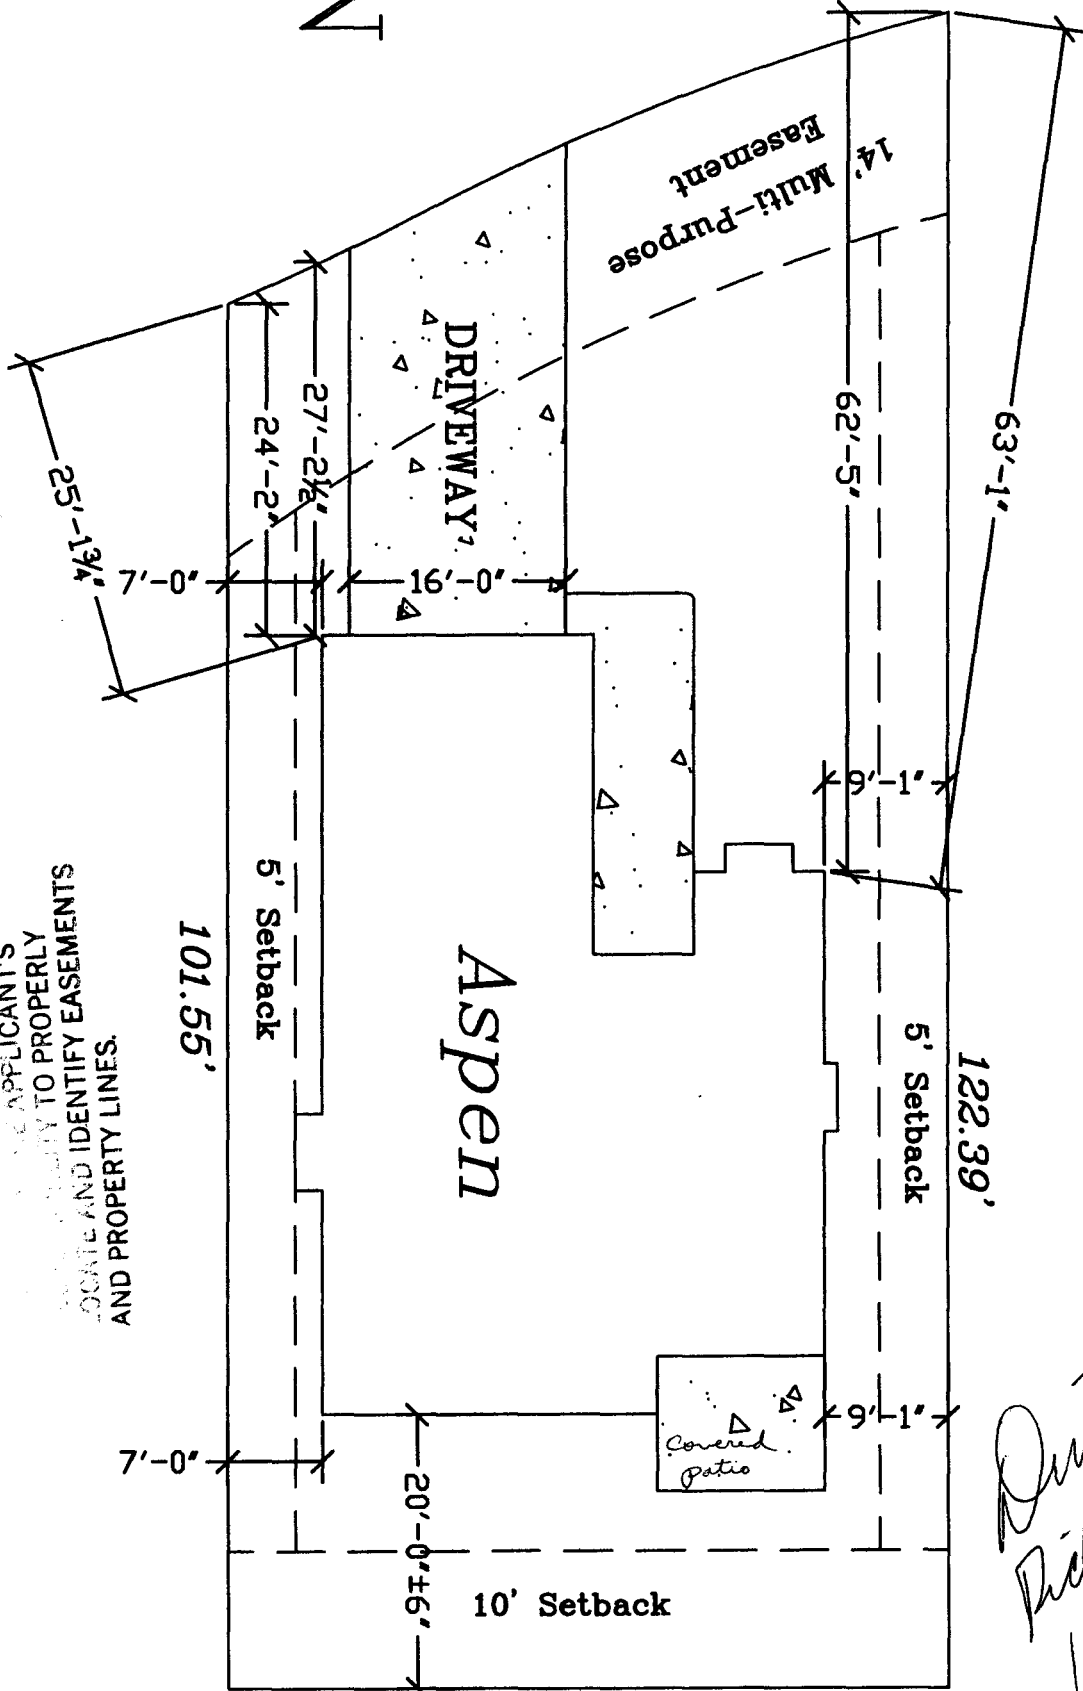 14' Multi-Purpose
Easement
63'-1"
62'-5"
DRIVEWAY
27'-2½"
24'-2"
25'-1¾"
7'-0"
16'-0"
9'-1"
5' Setback
101.55'
Aspen
5' Setback
122.39'
APPLICANT'S
TO PROPERLY
LOCATE AND IDENTIFY EASEMENTS
AND PROPERTY LINES.
covered
patio
9'-1"
7'-0"
20'-0"±6"
10' Setback